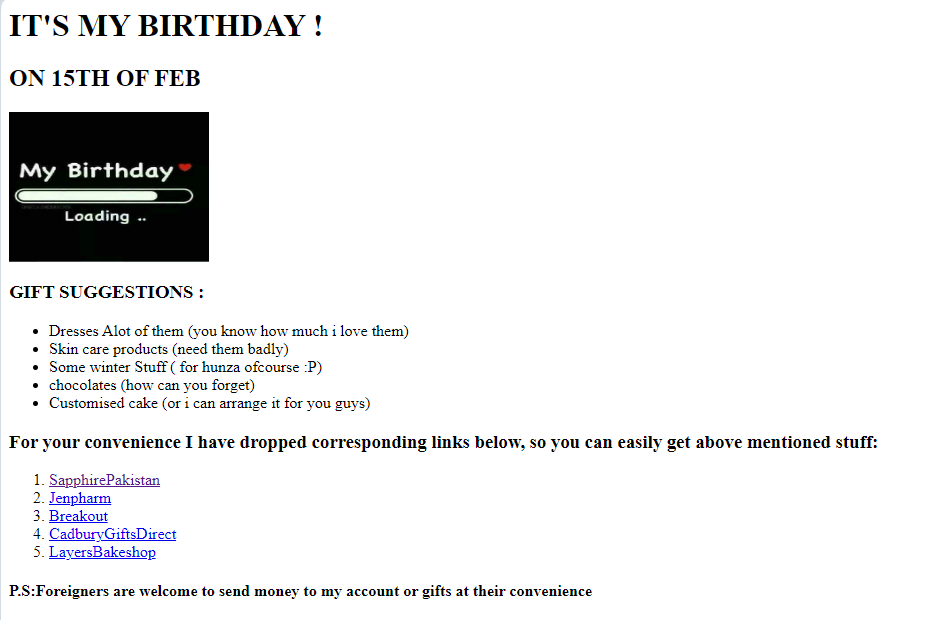 IT'S MY BIRTHDAY !
ON 15TH OF FEB
My Birthday
Loading ..
GIFT SUGGESTIONS :
Dresses Alot of them (you know how much i love them)
Skin care products (need them badly)
Some winter Stuff ( for hunza ofcourse :P)
chocolates (how can you forget)
Customised cake (or i can arrange it for you guys)
For your convenience I have dropped corresponding links below, so you can easily get above mentioned stuff:
1. SapphirePakistan
2. Jenpharm
3. Breakout
4. CadburyGiftsDirect
5. LayersBakeshop
P.S:Foreigners are welcome to send money to my account or gifts at their convenience